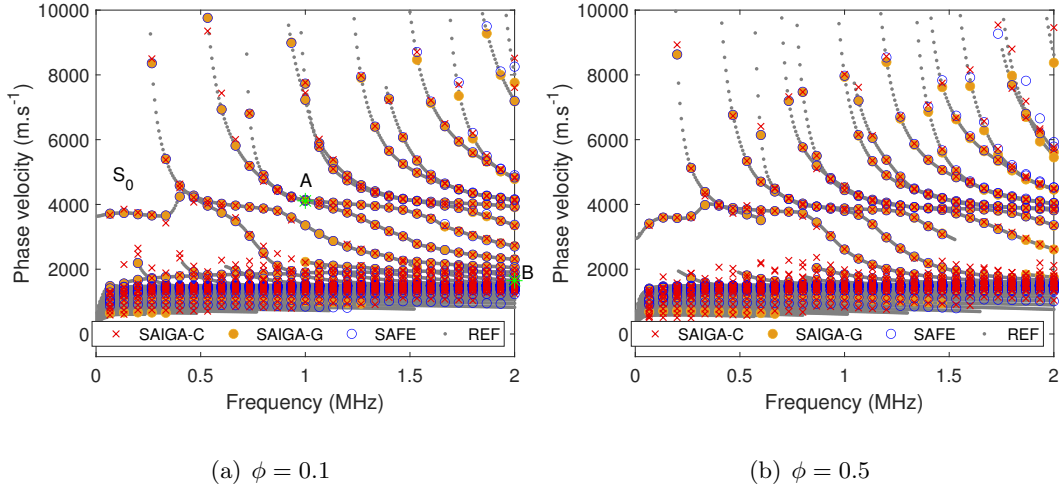 10000
8000
6000
4000
2000
0
Phase velocity (m.s⁻¹)
S₀
A
B
SAIGA-C SAIGA-G SAFE REF
0 0.5 1 1.5 2
Frequency (MHz)
(a) ϕ = 0.1
10000
8000
6000
4000
2000
0
Phase velocity (m.s⁻¹)
SAIGA-C SAIGA-G SAFE REF
0 0.5 1 1.5 2
Frequency (MHz)
(b) ϕ = 0.5